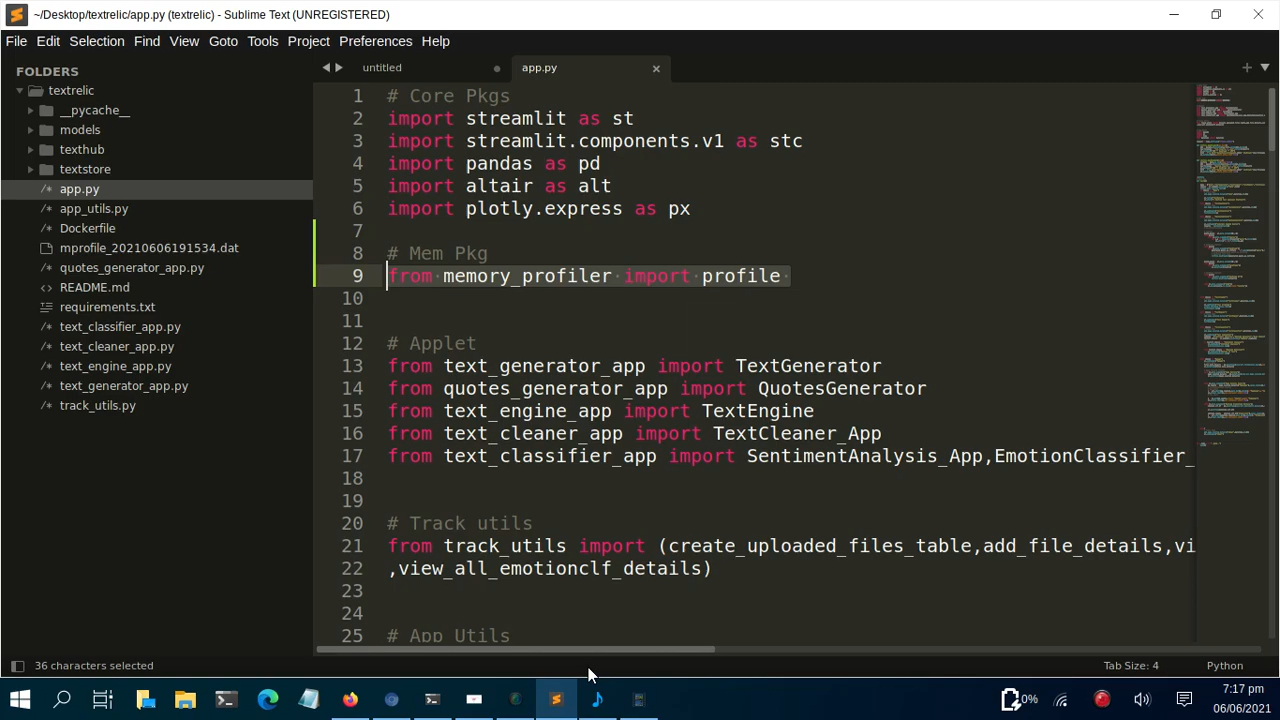 ~/Desktop/textrelic/app.py (textrelic) - Sublime Text (UNREGISTERED)
File Edit Selection Find View Goto Tools Project Preferences Help
FOLDERS
textrelic
__pycache__
models
texthub
textstore
app.py
app_utils.py
Dockerfile
mprofile_20210606191534.dat
quotes_generator_app.py
README.md
requirements.txt
text_classifier_app.py
text_cleaner_app.py
text_engine_app.py
text_generator_app.py
track_utils.py
untitled app.py
1 # Core Pkgs
2 import streamlit as st
3 import streamlit.components.v1 as stc
4 import pandas as pd
5 import altair as alt
6 import plotly.express as px
7
8 # Mem Pkg
9 from memory_profiler import profile
10
11
12 # Applet
13 from text_generator_app import TextGenerator
14 from quotes_generator_app import QuotesGenerator
15 from text_engine_app import TextEngine
16 from text_cleaner_app import TextCleaner_App
17 from text_classifier_app import SentimentAnalysis_App,EmotionClassifier_
18
19
20 # Track utils
21 from track_utils import (create_uploaded_files_table,add_file_details,vi
22 ,view_all_emotionclf_details)
23
24
25 # App Utils
36 characters selected
Tab Size: 4 Python
0%
7:17 pm
06/06/2021